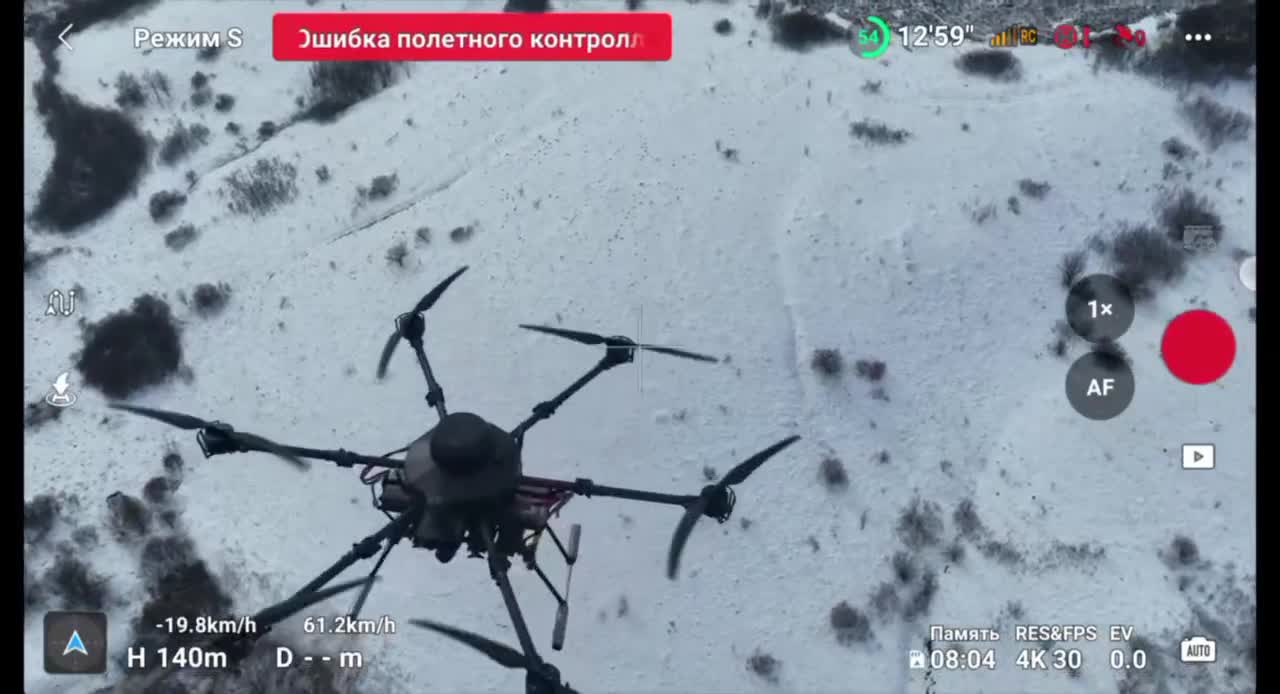 Режим S
Ошибка полетного контролл
54
12'59"
RC
0
1×
AF
-19.8km/h 61.2km/h
H 140m D - - m
Память RES&FPS EV
08:04 4K 30 0.0
AUTO